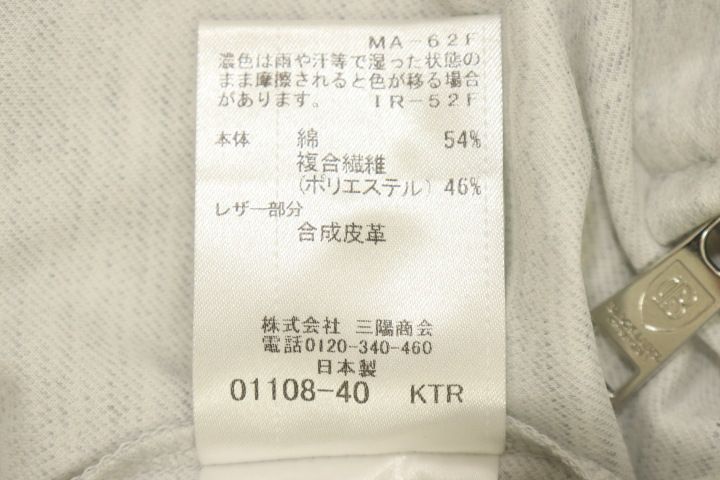 MA-62F
濃色は雨や汗等で湿った状態の
まま摩擦されると色が移る場合
があります。 IR-52F
本体 綿 54%
複合繊維
(ポリエステル) 46%
レザー部分
合成皮革
株式会社 三陽商会
電話0120-340-460
日本製
01108-40 KTR